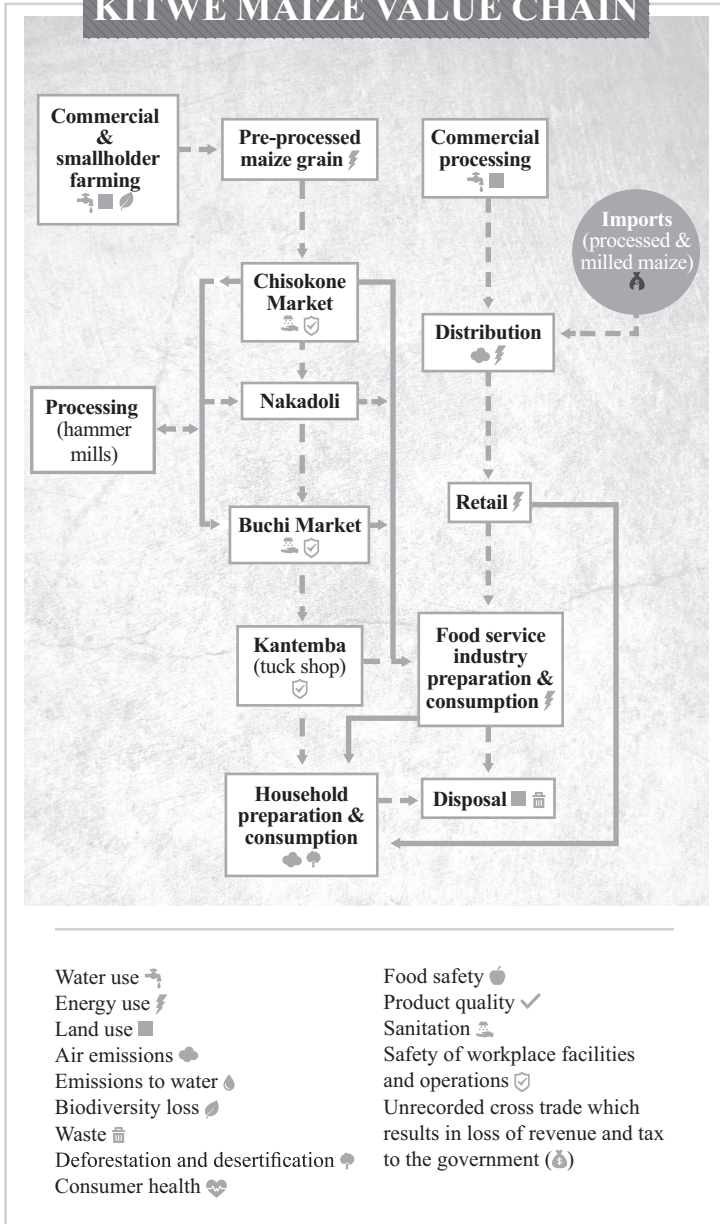 KITWE MAIZE VALUE CHAIN
Commercial
&
smallholder
farming
Pre-processed
maize grain
Commercial
processing
Imports
(processed &
milled maize)
Chisokone
Market
Distribution
Processing
(hammer
mills)
Nakadoli
Retail
Buchi Market
Kantemba
(tuck shop)
Food service
industry
preparation &
consumption
Household
preparation &
consumption
Disposal
Water use
Energy use
Land use
Air emissions
Emissions to water
Biodiversity loss
Waste
Deforestation and desertification
Consumer health
Food safety
Product quality
Sanitation
Safety of workplace facilities
and operations
Unrecorded cross trade which
results in loss of revenue and tax
to the government ($)